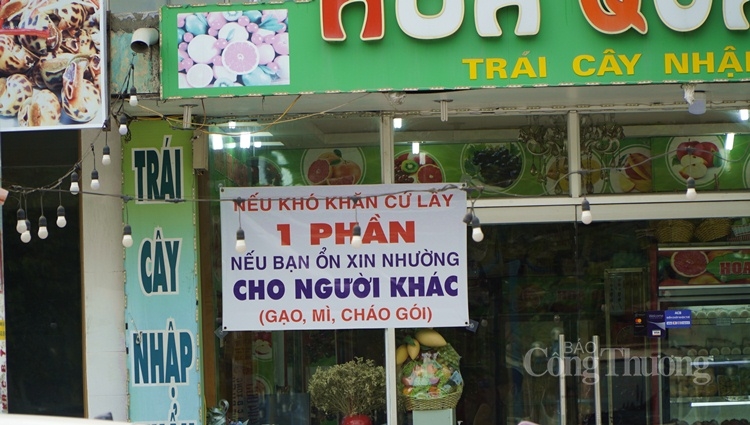 HOA QUẢ
TRÁI CÂY NHẬP
TRÁI
CÂY
NHẬP
NẾU KHÓ KHĂN CỨ LẤY
1 PHẦN
NẾU BẠN ỔN XIN NHƯỜNG
CHO NGƯỜI KHÁC
(GẠO, MÌ, CHÁO GÓI)
HOA
BÁO
Công Thương